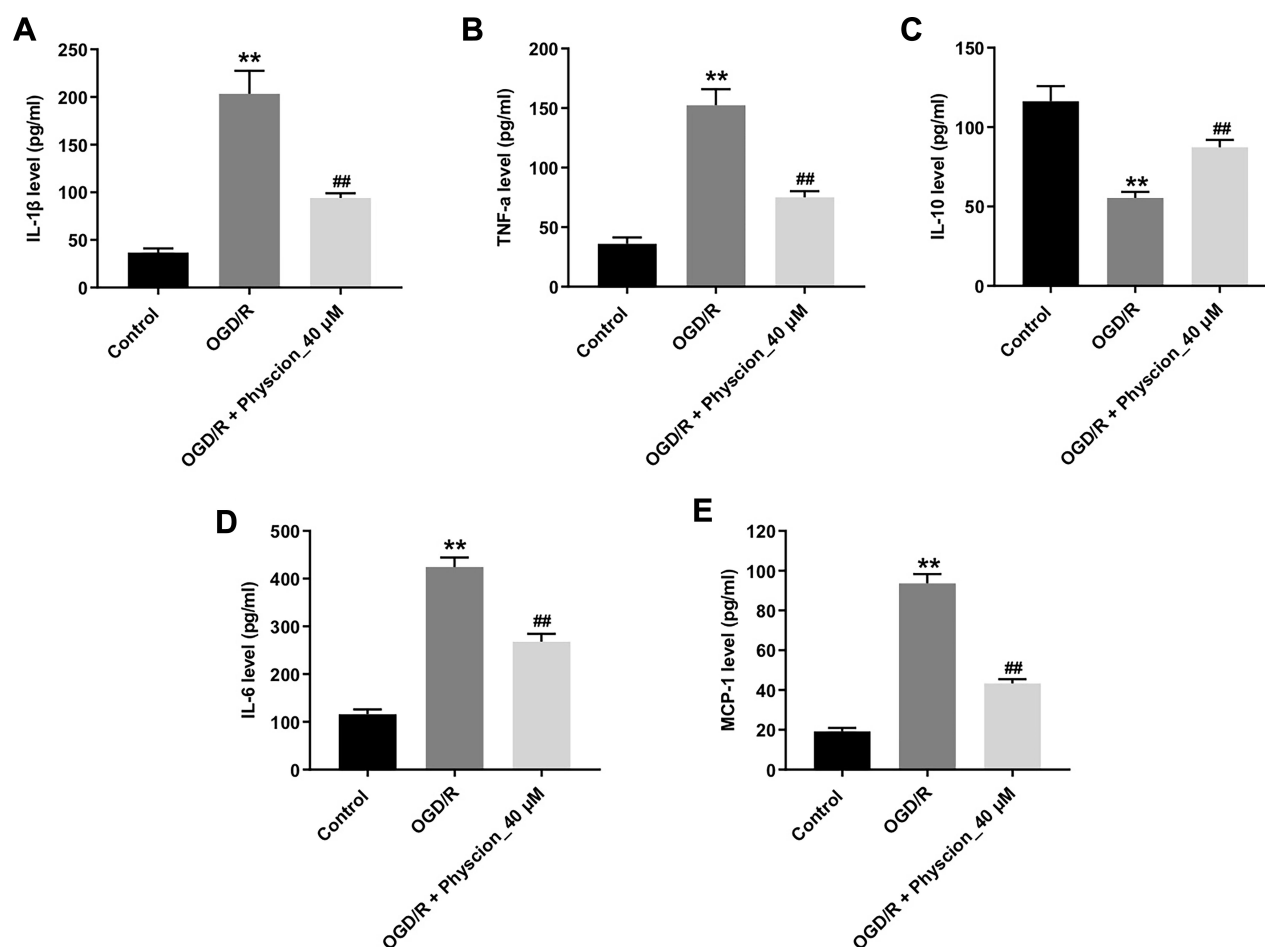 A
IL-1β level (pg/ml)
250
200
150
100
50
0
**
##
Control
OGD/R
OGD/R + Physcion_40 μM
B
TNF-a level (pg/ml)
200
150
100
50
0
**
##
Control
OGD/R
OGD/R + Physcion_40 μM
C
IL-10 level (pg/ml)
150
100
50
0
**
##
Control
OGD/R
OGD/R + Physcion_40 μM
D
IL-6 level (pg/ml)
500
400
300
200
100
0
**
##
Control
OGD/R
OGD/R + Physcion_40 μM
E
MCP-1 level (pg/ml)
120
100
80
60
40
20
0
**
##
Control
OGD/R
OGD/R + Physcion_40 μM